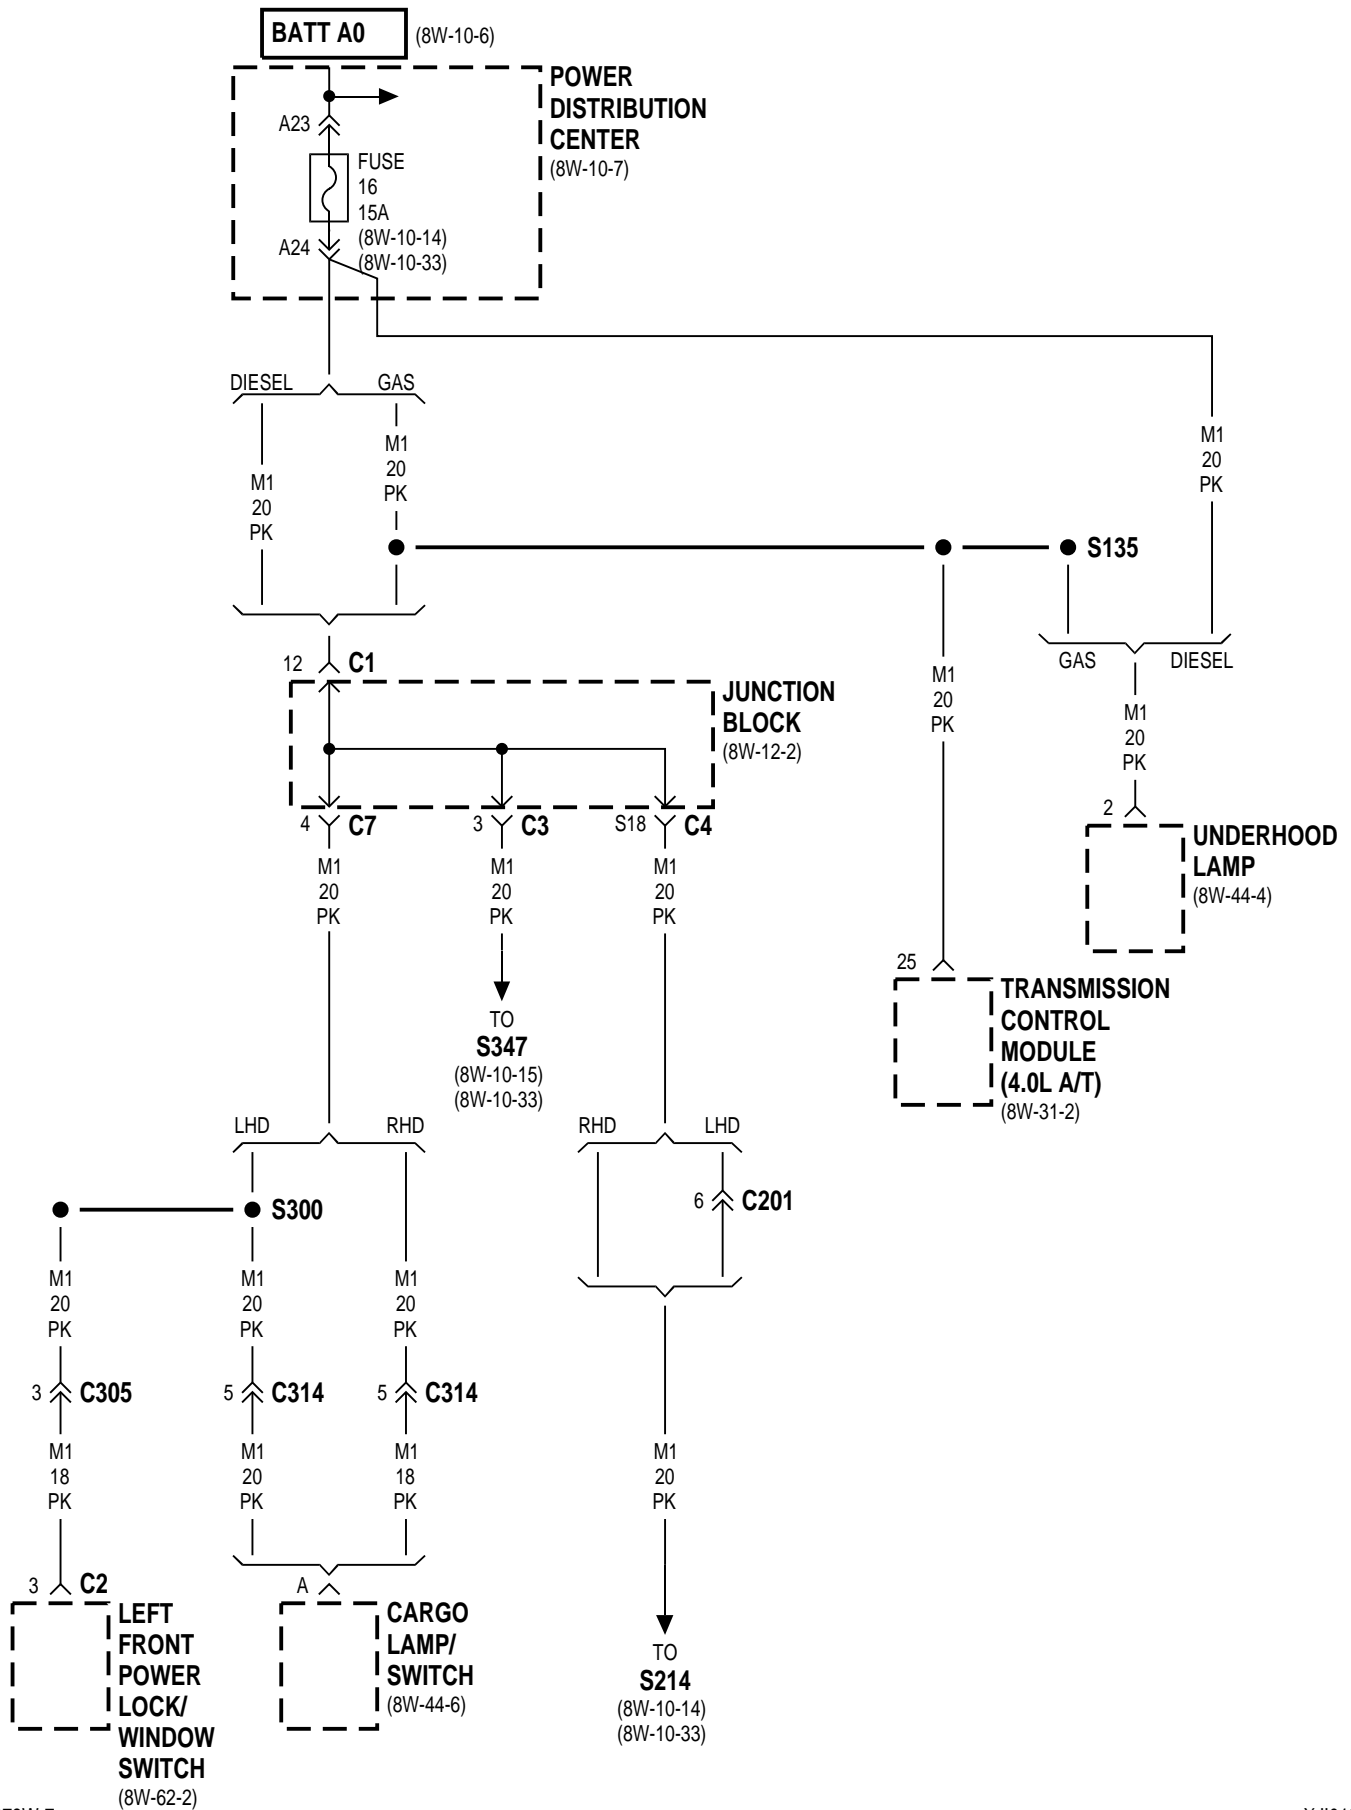 BATT A0
(8W-10-6)
POWER
DISTRIBUTION
CENTER
(8W-10-7)
A23
FUSE
16
15A
(8W-10-14)
(8W-10-33)
A24
DIESEL
GAS
M1
20
PK
M1
20
PK
M1
20
PK
S135
GAS
DIESEL
12
C1
JUNCTION
BLOCK
(8W-12-2)
M1
20
PK
M1
20
PK
4
C7
3
C3
S18
C4
2
UNDERHOOD
LAMP
(8W-44-4)
M1
20
PK
M1
20
PK
M1
20
PK
25
TRANSMISSION
CONTROL
MODULE
(4.0L A/T)
(8W-31-2)
TO
S347
(8W-10-15)
(8W-10-33)
LHD
RHD
RHD
LHD
S300
6
C201
M1
20
PK
M1
20
PK
M1
20
PK
3
C305
5
C314
5
C314
M1
18
PK
M1
20
PK
M1
18
PK
M1
20
PK
3
C2
A
LEFT
FRONT
POWER
LOCK/
WINDOW
SWITCH
(8W-62-2)
CARGO
LAMP/
SWITCH
(8W-44-6)
TO
S214
(8W-10-14)
(8W-10-33)